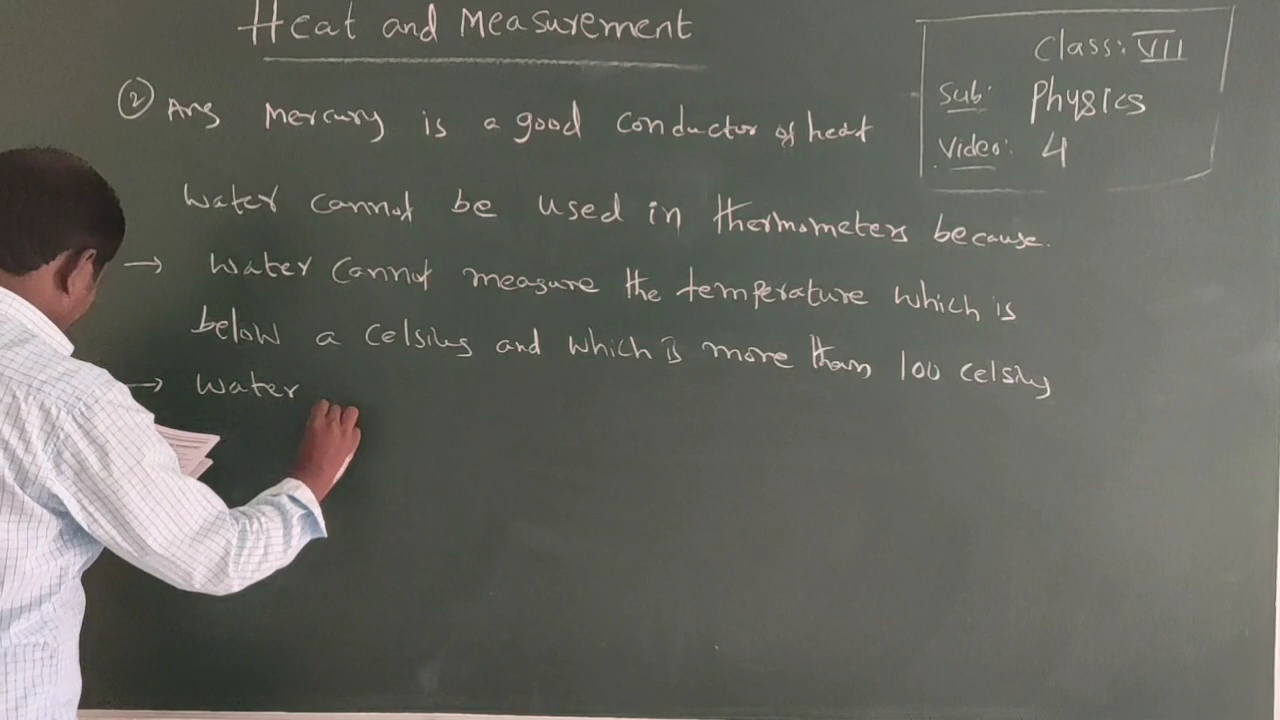 Heat and Measurement
Class: VII
Sub: Physics
Video: 4
② Ans Mercury is a good conductor of heat
Water cannot be used in thermometers because.
→ Water cannot measure the temperature which is
below a celsius and which is more than 100 celsius
→ Water